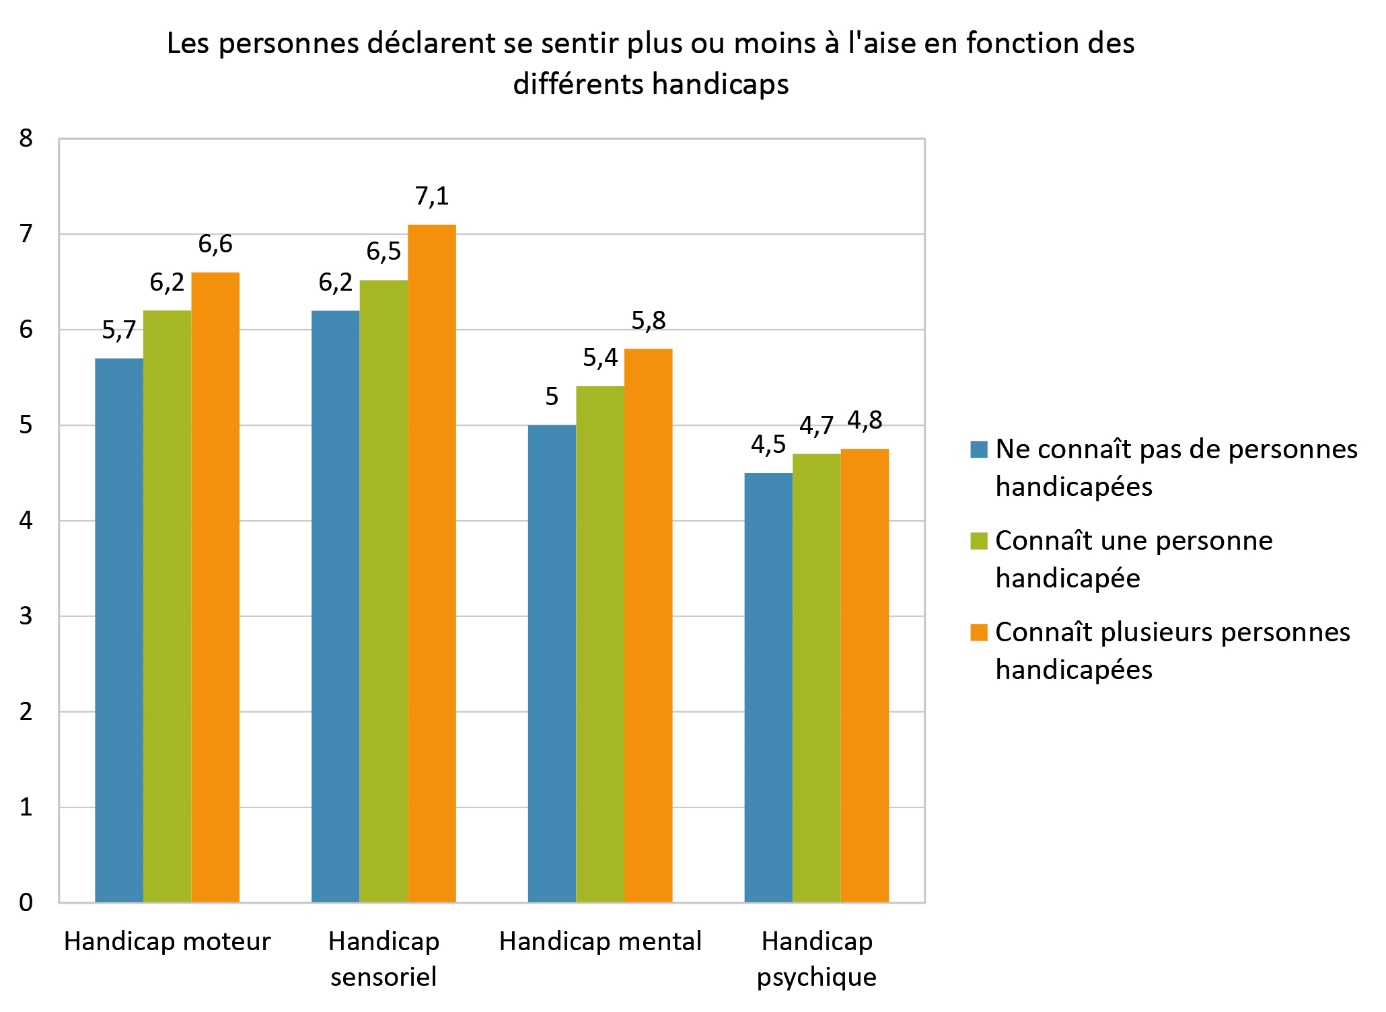 Les personnes déclarent se sentir plus ou moins à l'aise en fonction des
différents handicaps
8
7
6
5
4
3
2
1
0
5,7
6,2
6,6
6,2
6,5
7,1
5
5,4
5,8
4,5
4,7
4,8
Handicap moteur
Handicap
sensoriel
Handicap mental
Handicap
psychique
Ne connaît pas de personnes
handicapées
Connaît une personne
handicapée
Connaît plusieurs personnes
handicapées